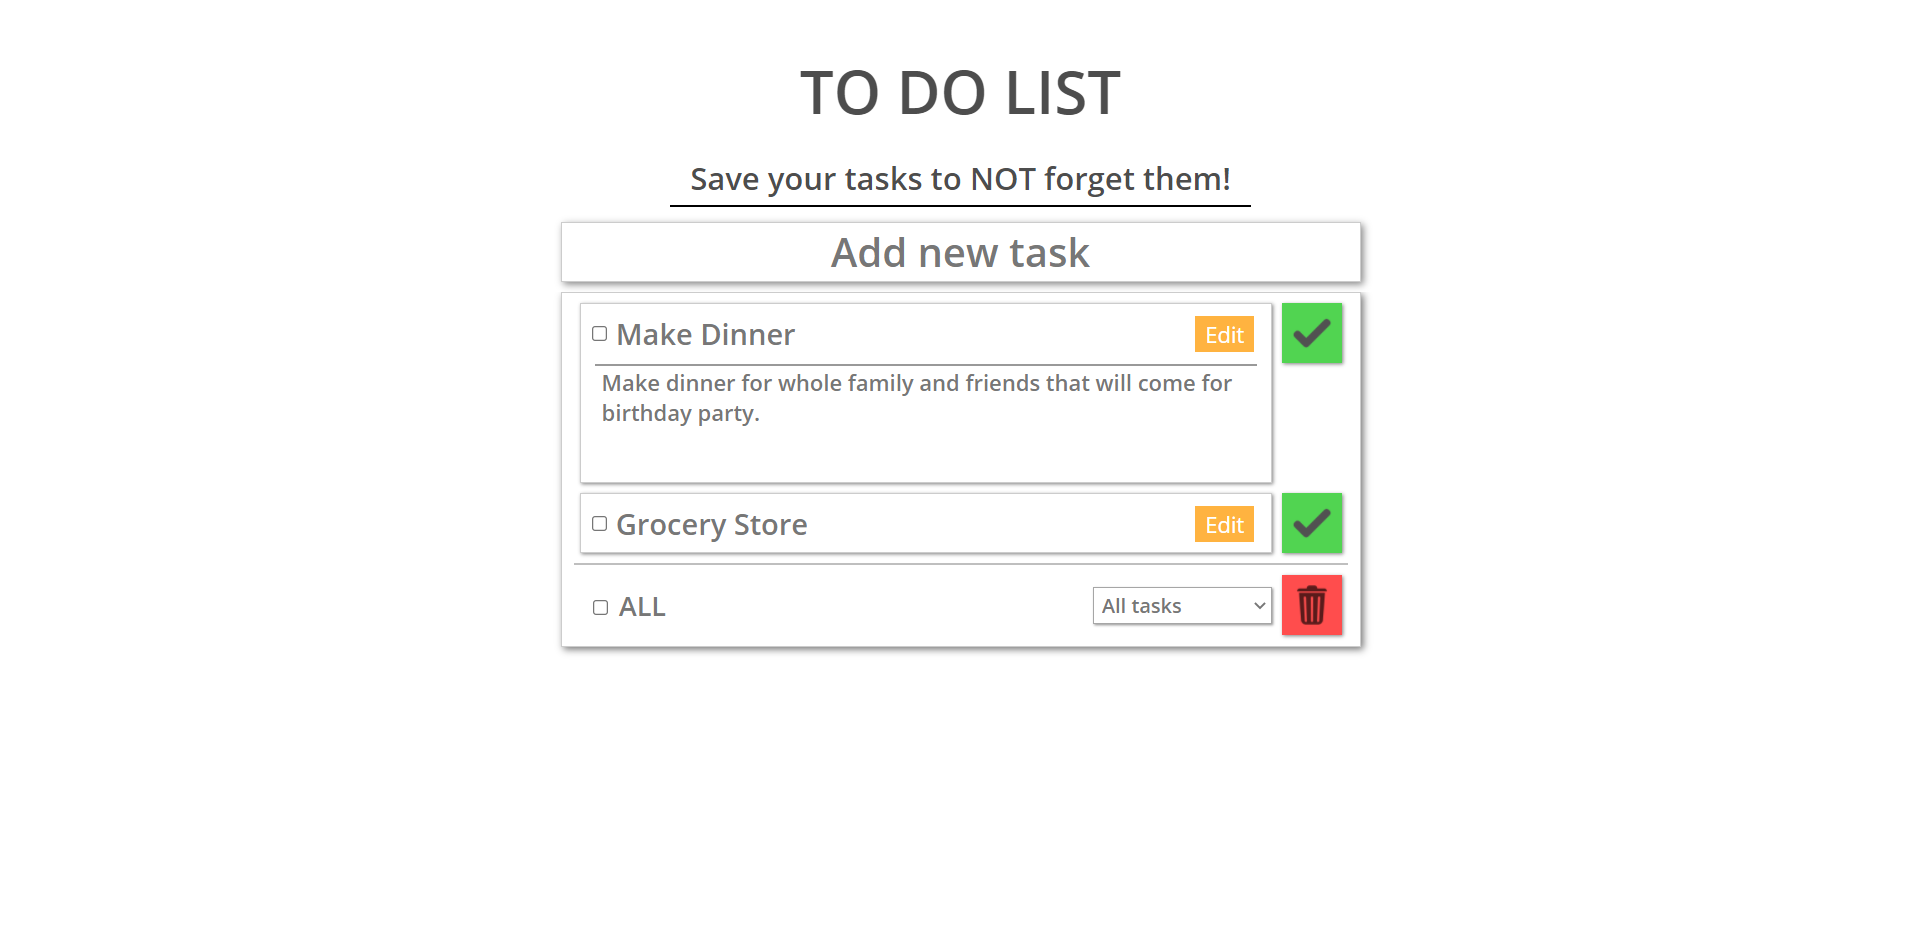 TO DO LIST
Save your tasks to NOT forget them!
Add new task
Make Dinner
Edit
Make dinner for whole family and friends that will come for
birthday party.
Grocery Store
Edit
ALL
All tasks